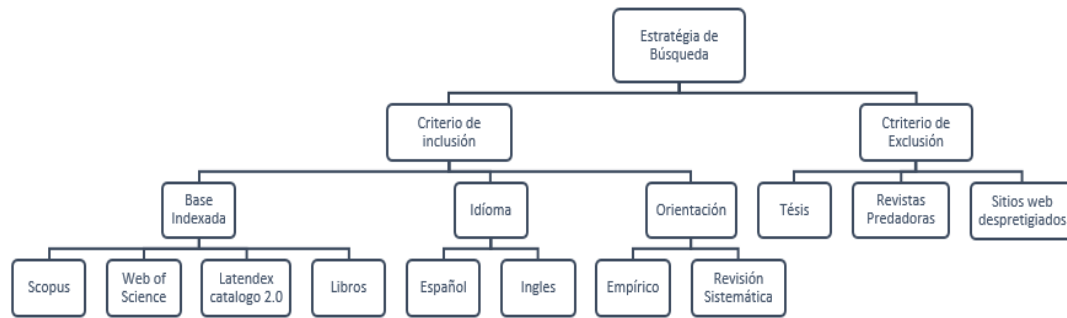 Estratégia de
Búsqueda
Criterio de
inclusión
Ctriterio de
Exclusión
Base
Indexada
Idíoma
Orientación
Tésis
Revistas
Predadoras
Sitios web
despretigiados
Scopus
Web of
Science
Latendex
catalogo 2.0
Libros
Español
Ingles
Empírico
Revisión
Sistemática